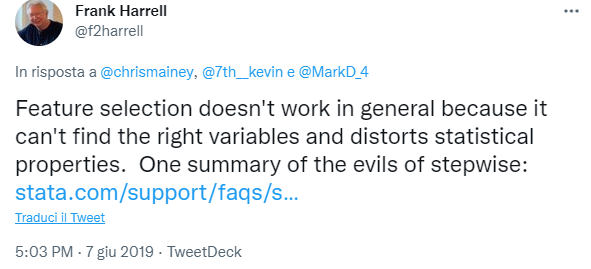 Frank Harrell
@f2harrell
In risposta a @chrismainey, @7th__kevin e @MarkD_4
Feature selection doesn't work in general because it
can't find the right variables and distorts statistical
properties.  One summary of the evils of stepwise:
stata.com/support/faqs/s...
Traduci il Tweet
5:03 PM · 7 giu 2019 · TweetDeck